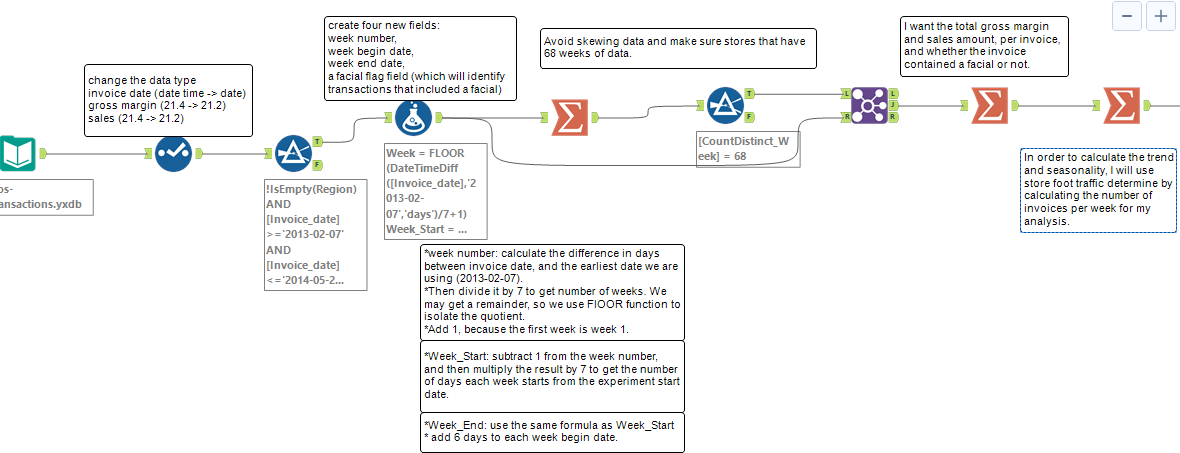 change the data type
invoice date (date time -> date)
gross margin (21.4 -> 21.2)
sales (21.4 -> 21.2)
create four new fields:
week number,
week begin date,
week end date,
a facial flag field (which will identify
transactions that included a facial)
Avoid skewing data and make sure stores that have
68 weeks of data.
I want the total gross margin
and sales amount, per invoice,
and whether the invoice
contained a facial or not.
−
+
T
F
T
F
L
R
L
J
R
os-
ansactions.yxdb
!IsEmpty(Region)
AND
[Invoice_date]
>='2013-02-07'
AND
[Invoice_date]
<='2014-05-2...
Week = FLOOR
(DateTimeDiff
([Invoice_date],'2
013-02-
07','days')/7+1)
Week_Start = ...
[CountDistinct_W
eek] = 68
In order to calculate the trend
and seasonality, I will use
store foot traffic determine by
calculating the number of
invoices per week for my
analysis.
*week number: calculate the difference in days
between invoice date, and the earliest date we are
using (2013-02-07).
*Then divide it by 7 to get number of weeks. We
may get a remainder, so we use FlOOR function to
isolate the quotient.
*Add 1, because the first week is week 1.
*Week_Start: subtract 1 from the week number,
and then multiply the result by 7 to get the number
of days each week starts from the experiment start
date.
*Week_End: use the same formula as Week_Start
* add 6 days to each week begin date.